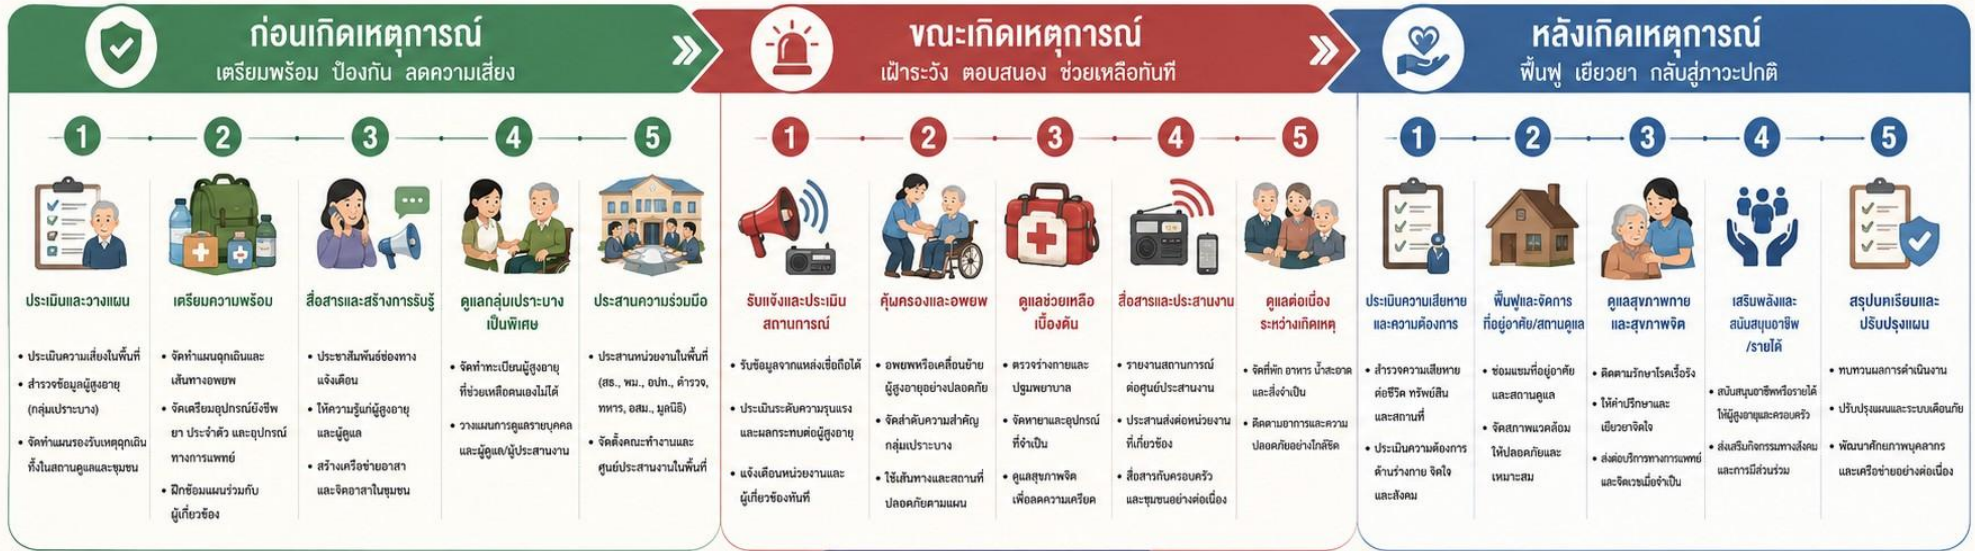 ก่อนเกิดเหตุการณ์
เตรียมพร้อม ป้องกัน ลดความเสี่ยง
1
ประเมินและวางแผน
• ประเมินความเสี่ยงในพื้นที่
• สำรวจข้อมูลผู้สูงอายุ
(กลุ่มเปราะบาง)
• จัดทำแผนรองรับเหตุฉุกเฉิน
ทั้งในสถานดูแลและชุมชน
2
เตรียมความพร้อม
• จัดทำแผนฉุกเฉินและ
เส้นทางอพยพ
• จัดเตรียมอุปกรณ์ยังชีพ
ยา ประจำตัว และอุปกรณ์
ทางการแพทย์
• ฝึกซ้อมแผนร่วมกับ
ผู้เกี่ยวข้อง
3
สื่อสารและสร้างการรับรู้
• ประชาสัมพันธ์ช่องทาง
แจ้งเตือน
• ให้ความรู้แก่ผู้สูงอายุ
และผู้ดูแล
• สร้างเครือข่ายอาสา
และจิตอาสาในชุมชน
4
ดูแลกลุ่มเปราะบาง
เป็นพิเศษ
• จัดทำทะเบียนผู้สูงอายุ
ที่ช่วยเหลือตนเองไม่ได้
• วางแผนการดูแลรายบุคคล
และผู้ดูแล/ผู้ประสานงาน
5
ประสานความร่วมมือ
• ประสานหน่วยงานในพื้นที่
(สธ., พม., อปท., ตำรวจ,
ทหาร, อสม., มูลนิธิ)
• จัดตั้งคณะทำงานและ
ศูนย์ประสานงานในพื้นที่
ขณะเกิดเหตุการณ์
เฝ้าระวัง ตอบสนอง ช่วยเหลือทันที
1
รับแจ้งและประเมิน
สถานการณ์
• รับข้อมูลจากแหล่งเชื่อถือได้
• ประเมินระดับความรุนแรง
และผลกระทบต่อผู้สูงอายุ
• แจ้งเตือนหน่วยงานและ
ผู้เกี่ยวข้องทันที
2
คุ้มครองและอพยพ
• อพยพหรือเคลื่อนย้าย
ผู้สูงอายุอย่างปลอดภัย
• จัดลำดับความสำคัญ
กลุ่มเปราะบาง
• ใช้เส้นทางและสถานที่
ปลอดภัยตามแผน
3
ดูแลช่วยเหลือ
เบื้องต้น
• ตรวจร่างกายและ
ปฐมพยาบาล
• จัดหายาและอุปกรณ์
ที่จำเป็น
• ดูแลสุขภาพจิต
เพื่อลดความเครียด
4
สื่อสารและประสานงาน
• รายงานสถานการณ์
ต่อศูนย์ประสานงาน
• ประสานส่งต่อหน่วยงาน
ที่เกี่ยวข้อง
• สื่อสารกับครอบครัว
และชุมชนอย่างต่อเนื่อง
5
ดูแลต่อเนื่อง
ระหว่างเกิดเหตุ
• จัดที่พัก อาหาร น้ำสะอาด
และสิ่งจำเป็น
• ติดตามอาการและความ
ปลอดภัยอย่างใกล้ชิด
หลังเกิดเหตุการณ์
ฟื้นฟู เยียวยา กลับสู่ภาวะปกติ
1
ประเมินความเสียหาย
และความต้องการ
• สำรวจความเสียหาย
ต่อชีวิต ทรัพย์สิน
และสถานที่
• ประเมินความต้องการ
ด้านร่างกาย จิตใจ
และสังคม
2
ฟื้นฟูและจัดการ
ที่อยู่อาศัย/สถานดูแล
• ซ่อมแซมที่อยู่อาศัย
และสถานดูแล
• จัดสภาพแวดล้อม
ให้ปลอดภัยและ
เหมาะสม
3
ดูแลสุขภาพกาย
และสุขภาพจิต
• ติดตามรักษาโรคเรื้อรัง
• ให้คำปรึกษาและ
เยียวยาจิตใจ
• ส่งต่อบริการทางการแพทย์
และจิตเวชเมื่อจำเป็น
4
เสริมพลังและ
สนับสนุนอาชีพ
/รายได้
• สนับสนุนอาชีพหรือรายได้
ให้ผู้สูงอายุและครอบครัว
• ส่งเสริมกิจกรรมทางสังคม
และการมีส่วนร่วม
5
สรุปบทเรียนและ
ปรับปรุงแผน
• ทบทวนผลการดำเนินงาน
• ปรับปรุงแผนและระบบเตือนภัย
• พัฒนาศักยภาพบุคลากร
และเครือข่ายอย่างต่อเนื่อง